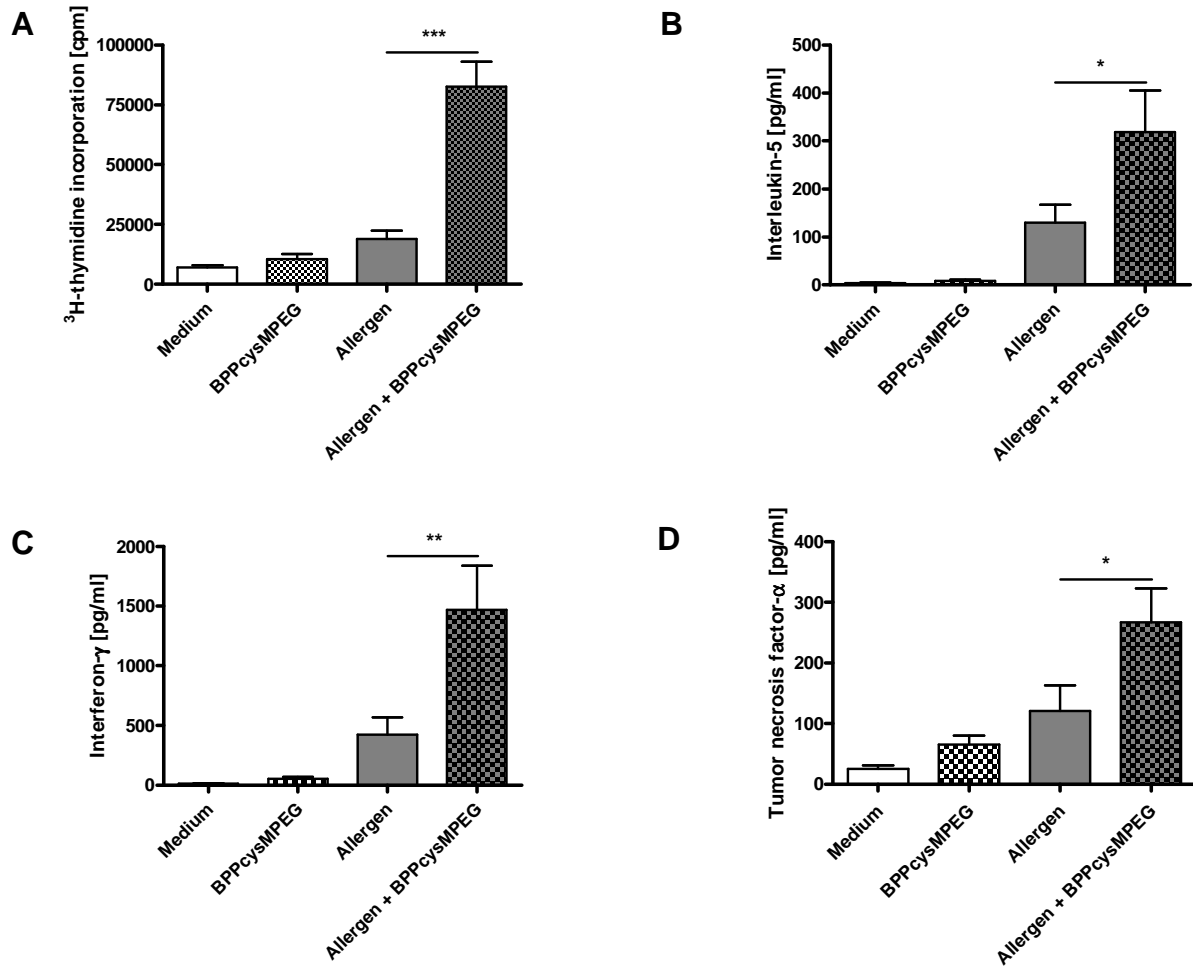 A
³H-thymidine incorporation [cpm]
100000
75000
50000
25000
0
***
Medium
BPPcysMPEG
Allergen
Allergen + BPPcysMPEG
B
Interleukin-5 [pg/ml]
500
400
300
200
100
0
*
Medium
BPPcysMPEG
Allergen
Allergen + BPPcysMPEG
C
Interferon-γ [pg/ml]
2000
1500
1000
500
0
**
Medium
BPPcysMPEG
Allergen
Allergen + BPPcysMPEG
D
Tumor necrosis factor-α [pg/ml]
400
300
200
100
0
*
Medium
BPPcysMPEG
Allergen
Allergen + BPPcysMPEG